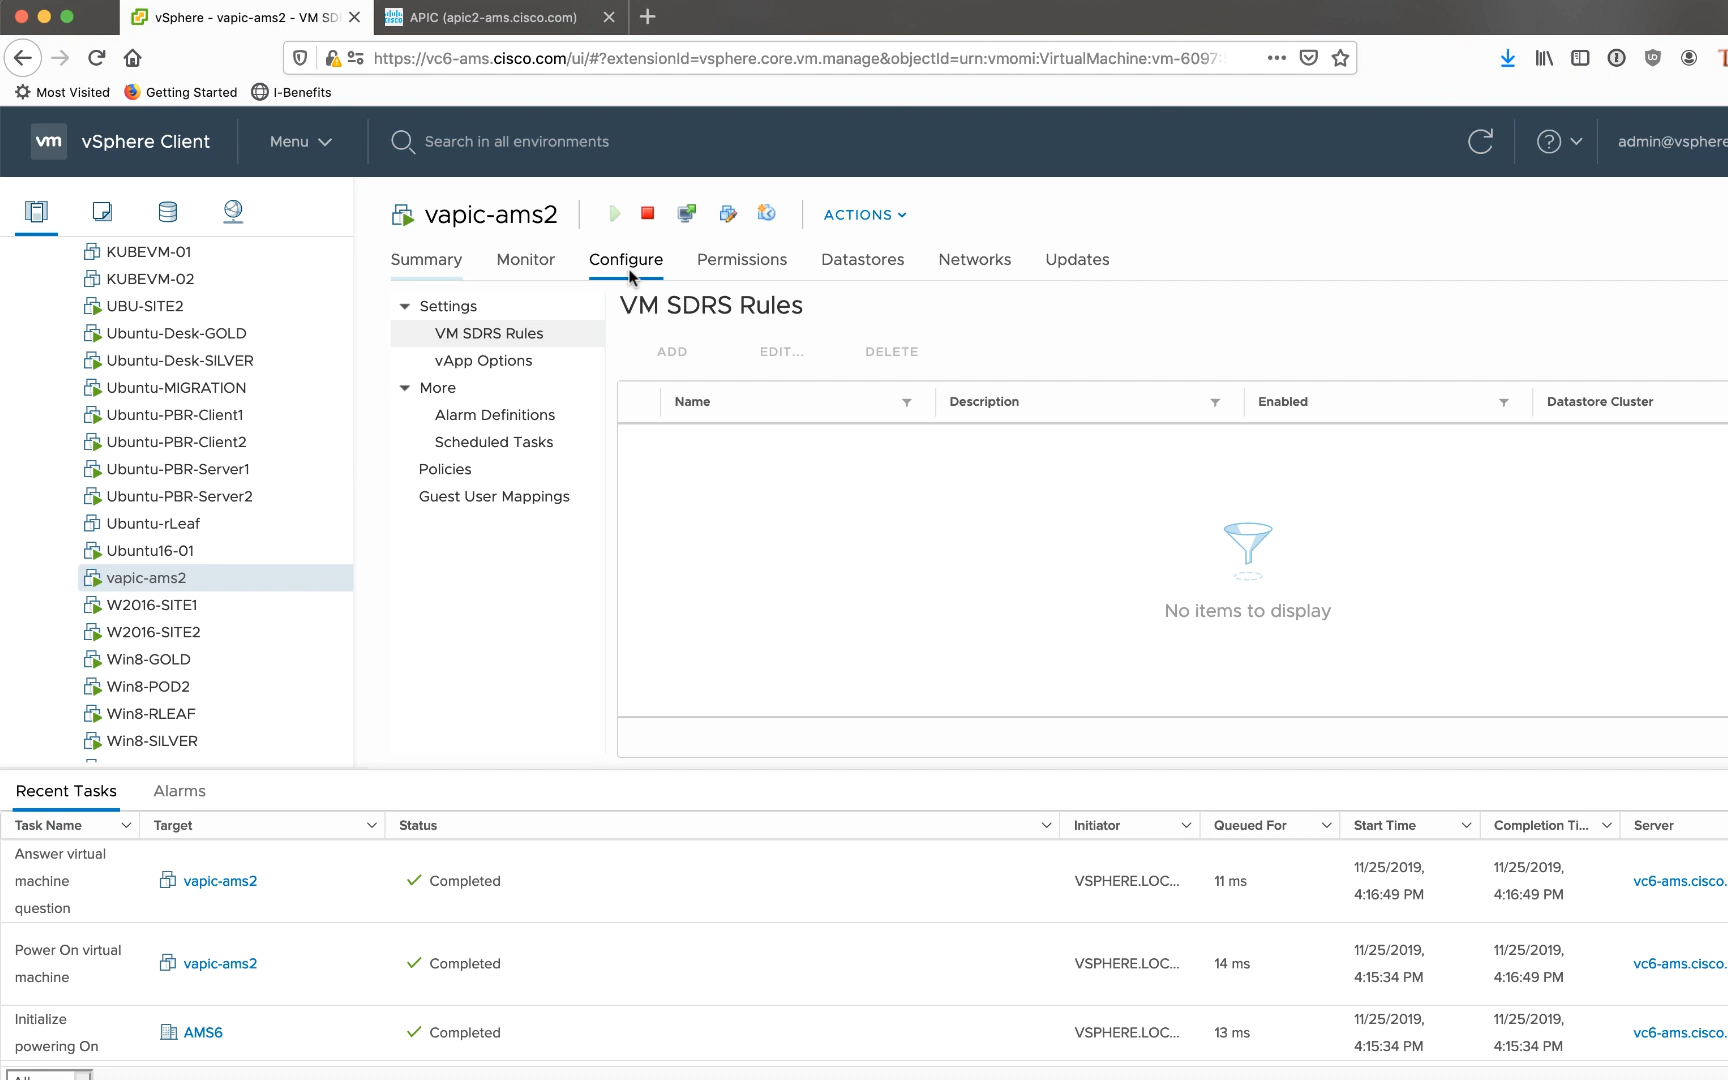 vSphere - vapic-ams2 - VM SD
APIC (apic2-ams.cisco.com)
https://vc6-ams.cisco.com/ui/#?extensionId=vsphere.core.vm.manage&objectId=urn:vmomi:VirtualMachine:vm-6097:
Most Visited
Getting Started
I-Benefits
vm
vSphere Client
Menu
Search in all environments
admin@vsphere
KUBEVM-01
KUBEVM-02
UBU-SITE2
Ubuntu-Desk-GOLD
Ubuntu-Desk-SILVER
Ubuntu-MIGRATION
Ubuntu-PBR-Client1
Ubuntu-PBR-Client2
Ubuntu-PBR-Server1
Ubuntu-PBR-Server2
Ubuntu-rLeaf
Ubuntu16-01
vapic-ams2
W2016-SITE1
W2016-SITE2
Win8-GOLD
Win8-POD2
Win8-RLEAF
Win8-SILVER
vapic-ams2
ACTIONS
Summary Monitor Configure Permissions Datastores Networks Updates
Settings
VM SDRS Rules
vApp Options
More
Alarm Definitions
Scheduled Tasks
Policies
Guest User Mappings
VM SDRS Rules
ADD EDIT... DELETE
Name Description Enabled Datastore Cluster
No items to display
Recent Tasks Alarms
Task Name Target Status Initiator Queued For Start Time Completion Ti... Server
Answer virtual
machine
question
vapic-ams2
Completed
VSPHERE.LOC...
11 ms
11/25/2019,
4:16:49 PM
11/25/2019,
4:16:49 PM
vc6-ams.cisco.
Power On virtual
machine
vapic-ams2
Completed
VSPHERE.LOC...
14 ms
11/25/2019,
4:15:34 PM
11/25/2019,
4:16:49 PM
vc6-ams.cisco.
Initialize
powering On
AMS6
Completed
VSPHERE.LOC...
13 ms
11/25/2019,
4:15:34 PM
11/25/2019,
4:15:34 PM
vc6-ams.cisco.